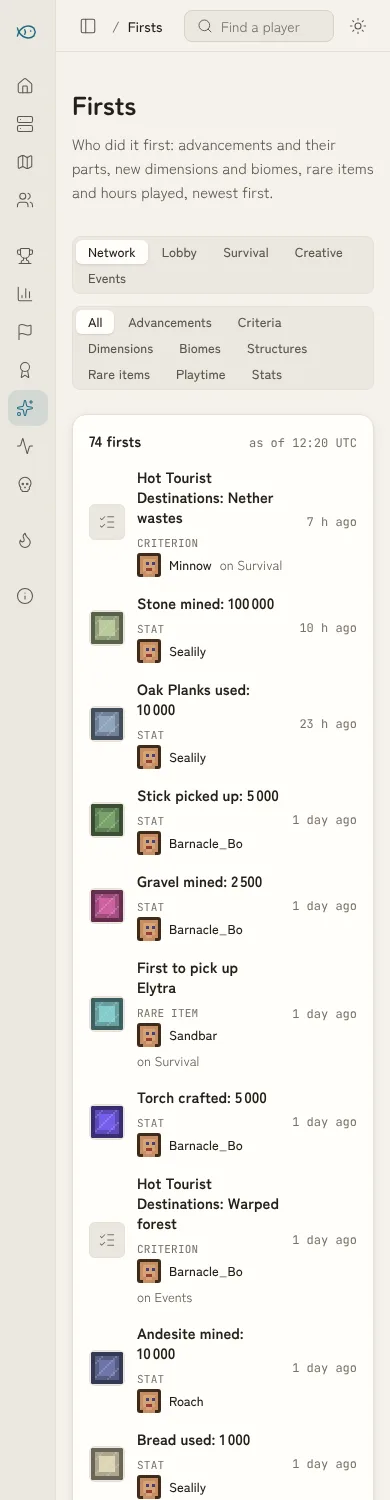 / Firsts
Find a player
Firsts
Who did it first: advancements and their
parts, new dimensions and biomes, rare items
and hours played, newest first.
Network Lobby Survival Creative
Events
All Advancements Criteria
Dimensions Biomes Structures
Rare items Playtime Stats
74 firsts as of 12:20 UTC
Hot Tourist
Destinations: Nether
wastes
7 h ago
CRITERION
Minnow on Survival
Stone mined: 100 000
10 h ago
STAT
Sealily
Oak Planks used:
10 000
23 h ago
STAT
Sealily
Stick picked up: 5 000
1 day ago
STAT
Barnacle_Bo
Gravel mined: 2 500
1 day ago
STAT
Barnacle_Bo
First to pick up
Elytra
1 day ago
RARE ITEM
Sandbar
on Survival
Torch crafted: 5 000
1 day ago
STAT
Barnacle_Bo
Hot Tourist
Destinations: Warped
forest
1 day ago
CRITERION
Barnacle_Bo
on Events
Andesite mined:
10 000
1 day ago
STAT
Roach
Bread used: 1 000
1 day ago
STAT
Sealily